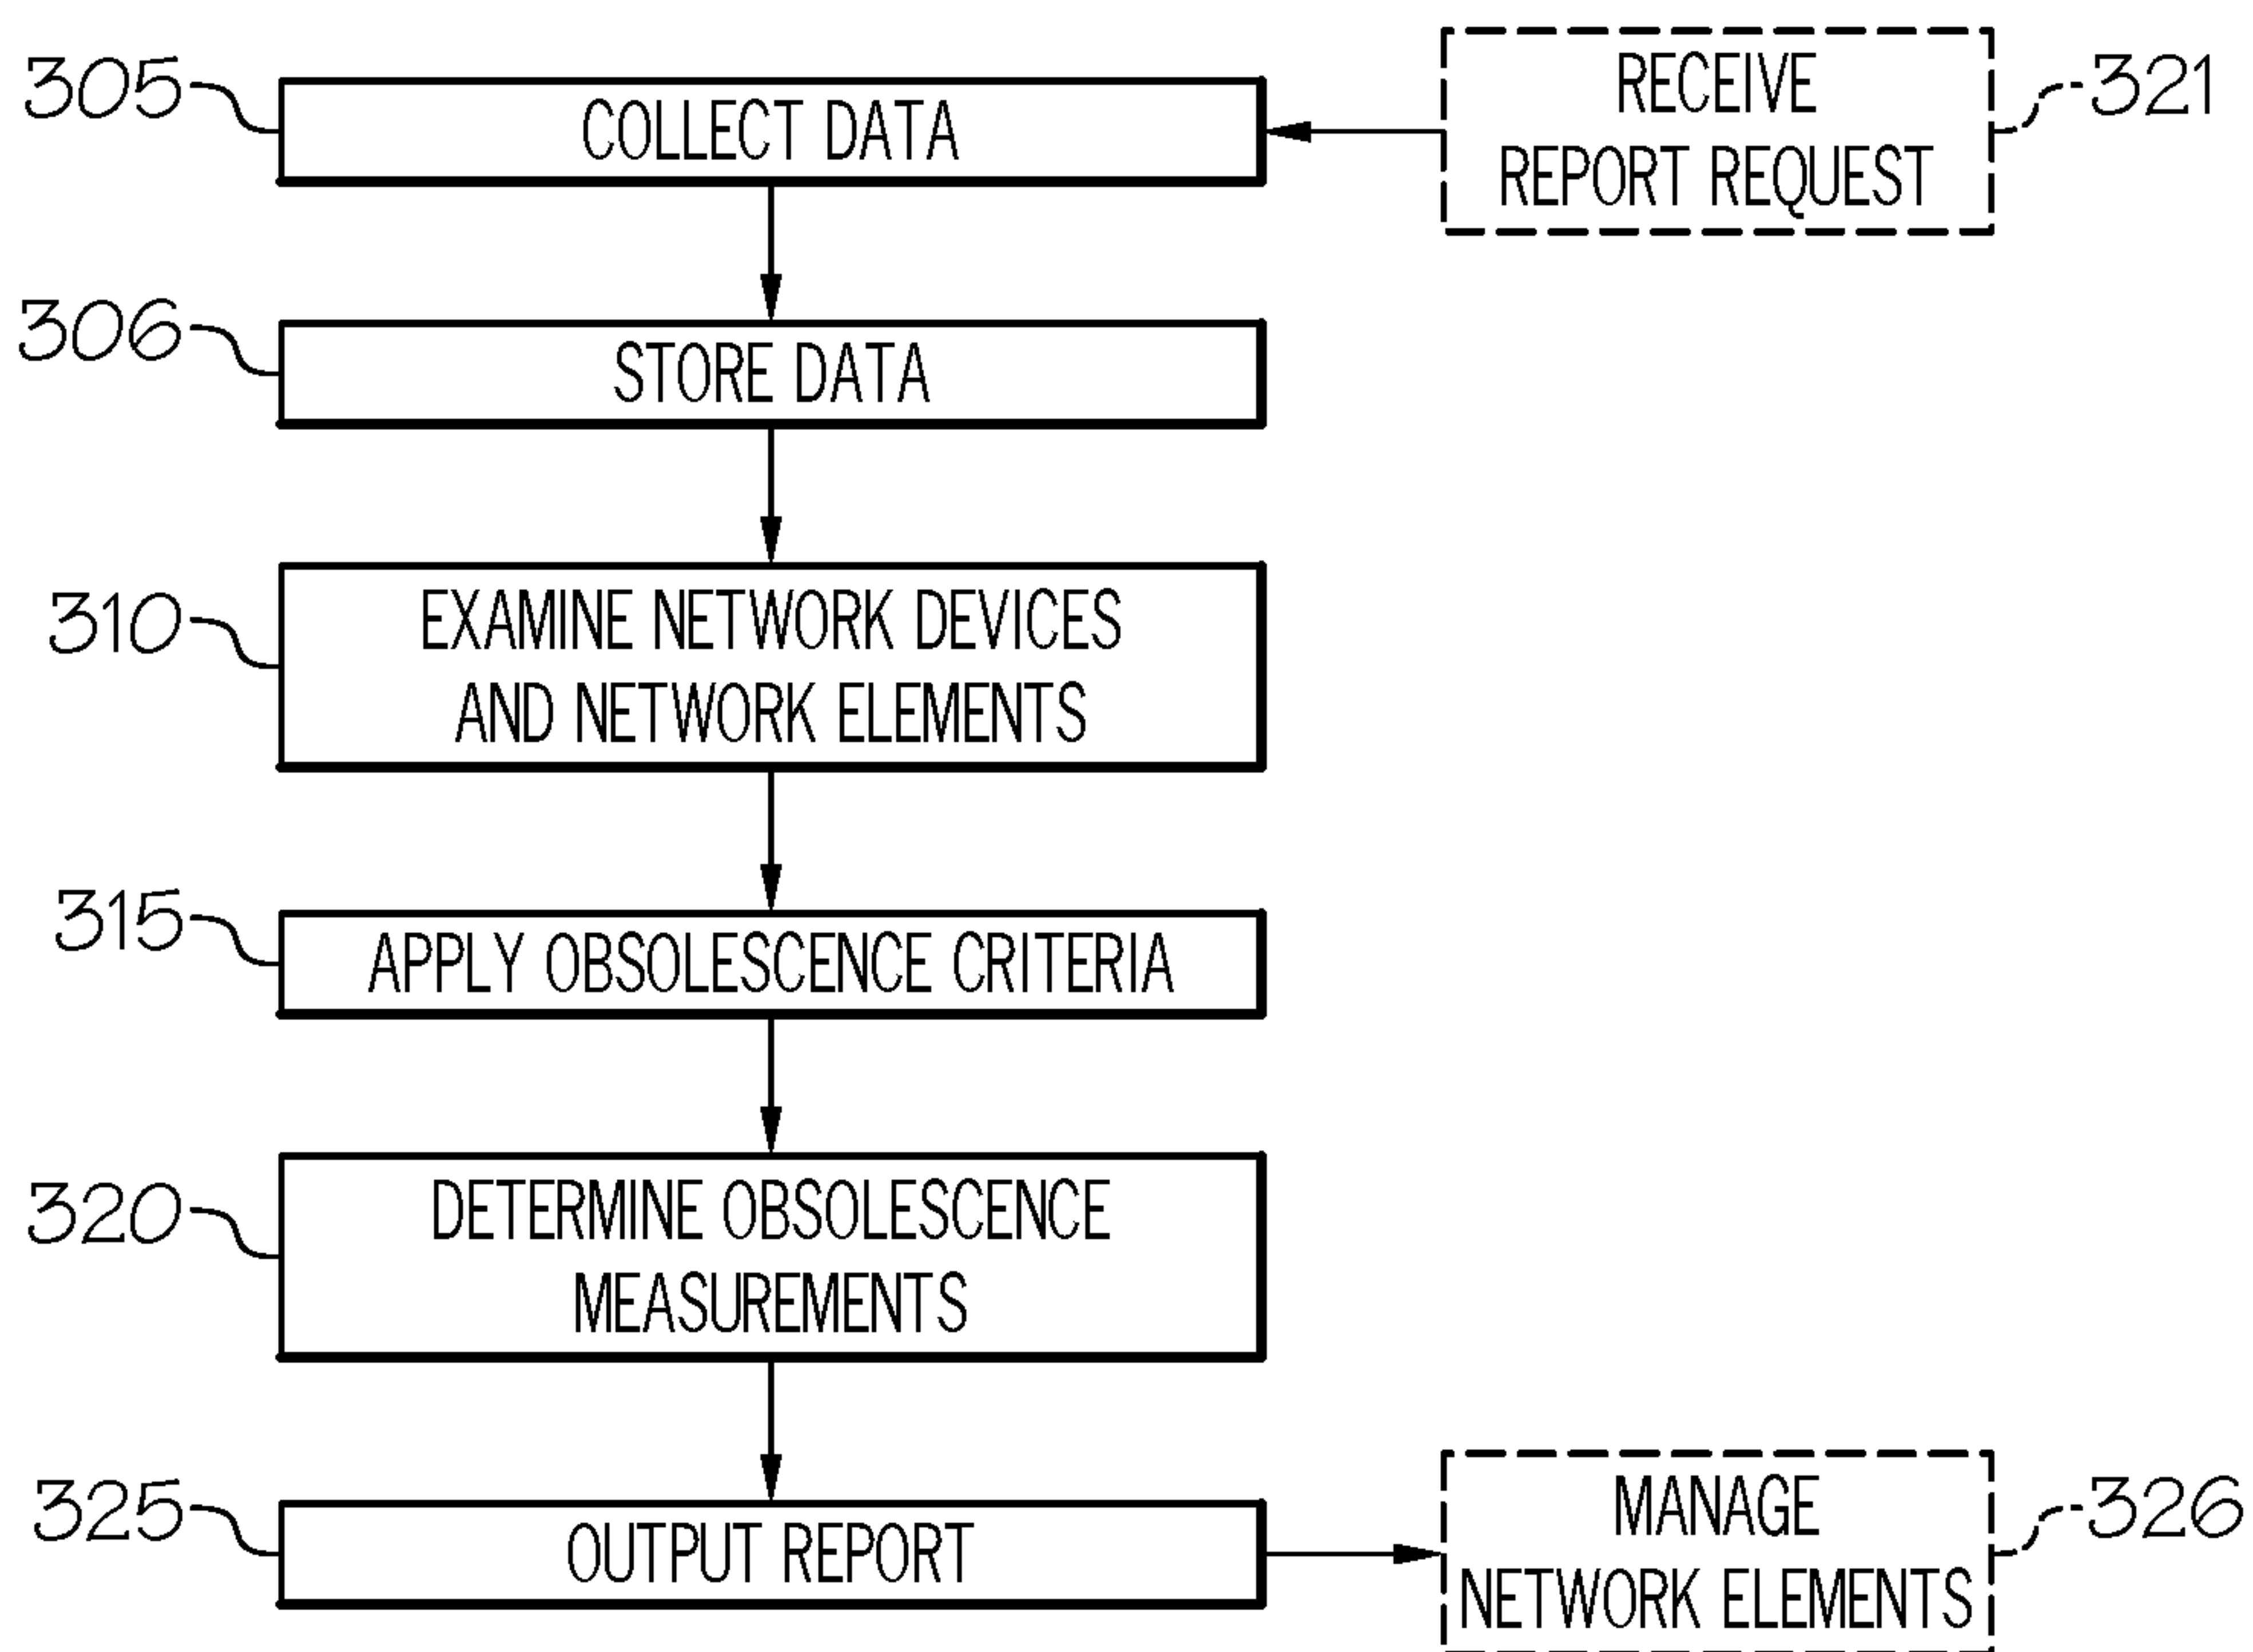 305
COLLECT DATA
RECEIVE
REPORT REQUEST
321
306
STORE DATA
310
EXAMINE NETWORK DEVICES
AND NETWORK ELEMENTS
315
APPLY OBSOLESCENCE CRITERIA
320
DETERMINE OBSOLESCENCE
MEASUREMENTS
325
OUTPUT REPORT
MANAGE
NETWORK ELEMENTS
326